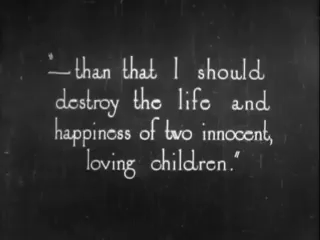 "—than that I should
destroy the life and
happiness of two innocent,
loving children."